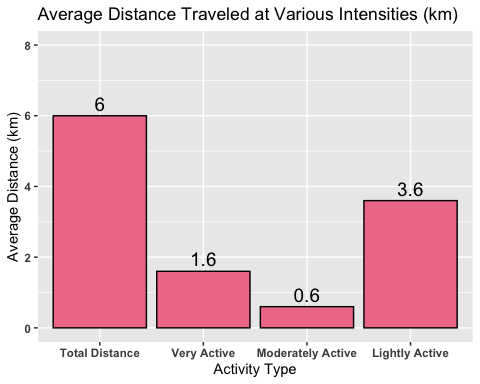 Average Distance Traveled at Various Intensities (km)
Average Distance (km)
8
6
4
2
0
6
1.6
0.6
3.6
Total Distance
Very Active
Moderately Active
Lightly Active
Activity Type